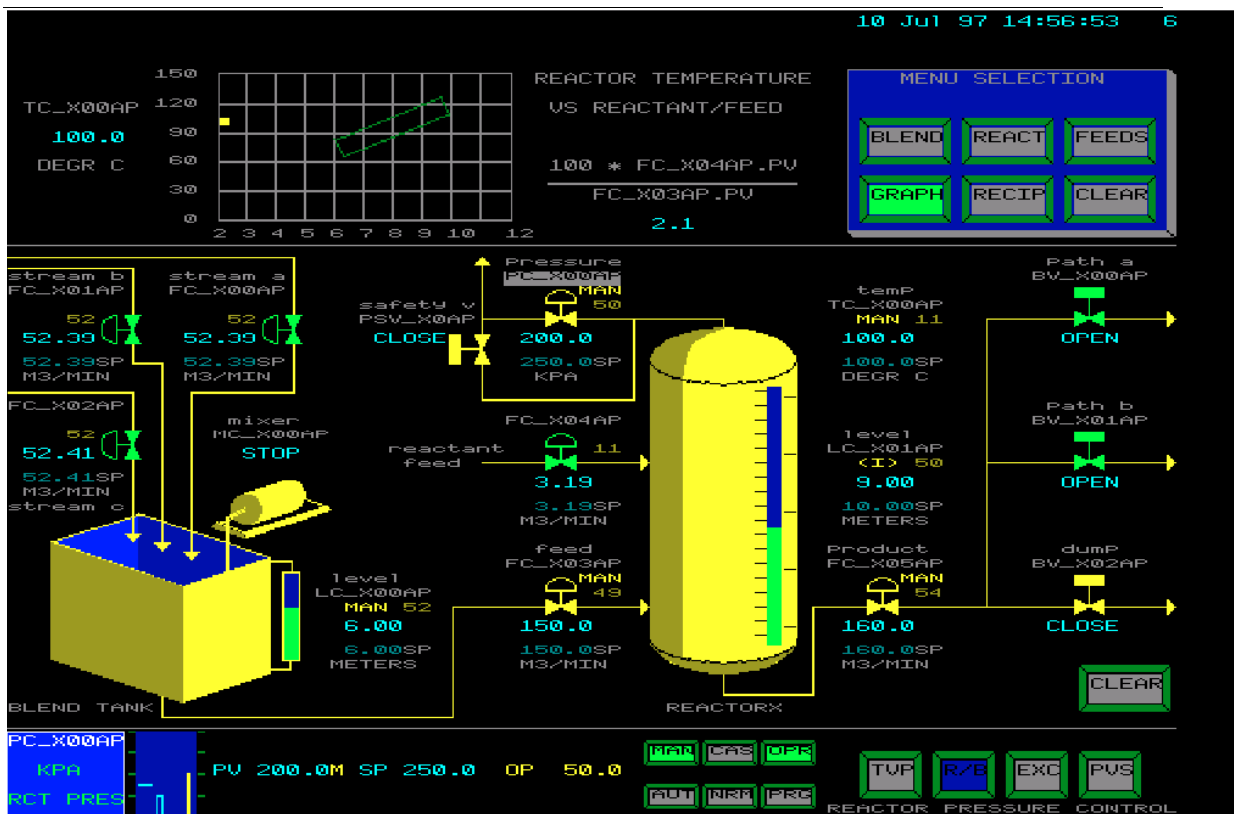 10 Jul 97 14:56:53 6
150
120
90
60
30
0
2 3 4 5 6 7 8 9 10 12
TC_X00AP
100.0
DEGR C
REACTOR TEMPERATURE
VS REACTANT/FEED
100 * FC_X04AP.PV
FC_X03AP.PV
2.1
MENU SELECTION
BLEND REACT FEEDS
GRAPH RECIP CLEAR
stream b
FC_X01AP
52
52.39
52.39SP
M3/MIN
stream a
FC_X00AP
52
52.39
52.39SP
M3/MIN
FC_X02AP
52
52.41
52.41SP
M3/MIN
stream c
mixer
MC_X00AP
STOP
safety v
PSV_X0AP
CLOSE
Pressure
PC_X00AP
MAN
50
200.0
250.0SP
KPA
FC_X04AP
reactant
feed
11
3.19
3.19SP
M3/MIN
feed
FC_X03AP
MAN
49
150.0
150.0SP
M3/MIN
level
LC_X00AP
MAN 52
6.00
6.00SP
METERS
BLEND TANK
REACTORX
temp
TC_X00AP
MAN 11
100.0
100.0SP
DEGR C
level
LC_X01AP
(I) 50
9.00
10.00SP
METERS
Product
FC_X05AP
MAN
54
160.0
160.0SP
M3/MIN
Path a
BV_X00AP
OPEN
Path b
BV_X01AP
OPEN
dump
BV_X02AP
CLOSE
CLEAR
PC_X00AP
KPA
RCT PRES
PV 200.0M SP 250.0 OP 50.0
MAN CAS OPR
AUT NRM PRG
TVP R/B EXC PVS
REACTOR PRESSURE CONTROL